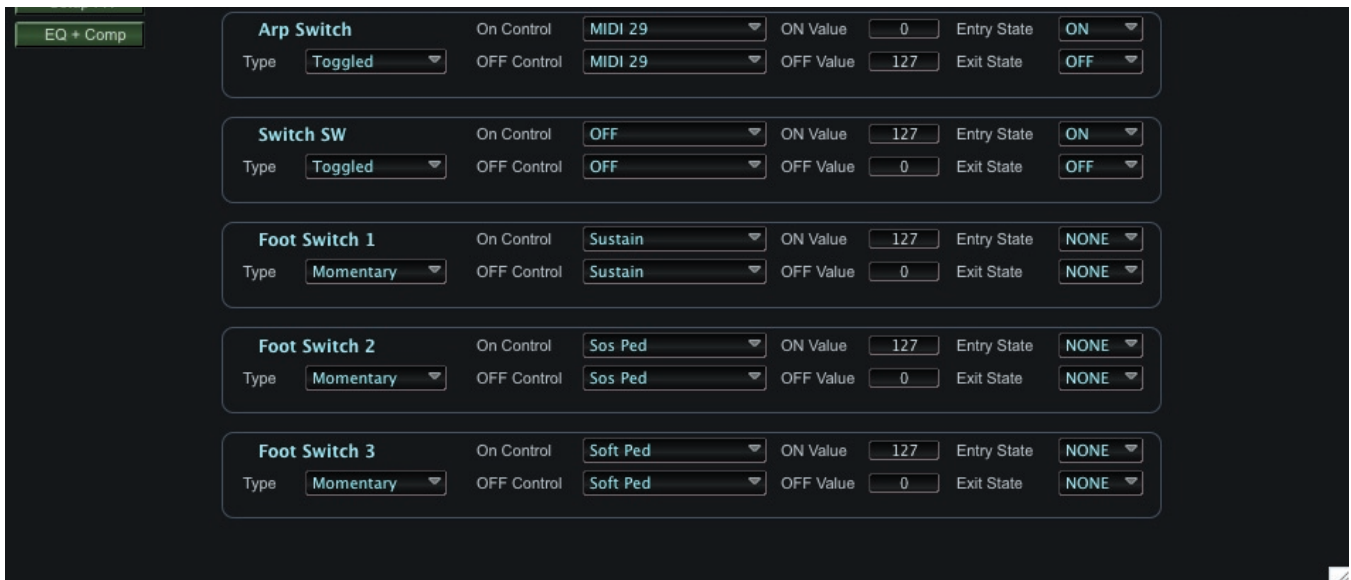 EQ + Comp
Arp Switch On Control MIDI 29 ON Value 0 Entry State ON
Type Toggled OFF Control MIDI 29 OFF Value 127 Exit State OFF
Switch SW On Control OFF ON Value 127 Entry State ON
Type Toggled OFF Control OFF OFF Value 0 Exit State OFF
Foot Switch 1 On Control Sustain ON Value 127 Entry State NONE
Type Momentary OFF Control Sustain OFF Value 0 Exit State NONE
Foot Switch 2 On Control Sos Ped ON Value 127 Entry State NONE
Type Momentary OFF Control Sos Ped OFF Value 0 Exit State NONE
Foot Switch 3 On Control Soft Ped ON Value 127 Entry State NONE
Type Momentary OFF Control Soft Ped OFF Value 0 Exit State NONE